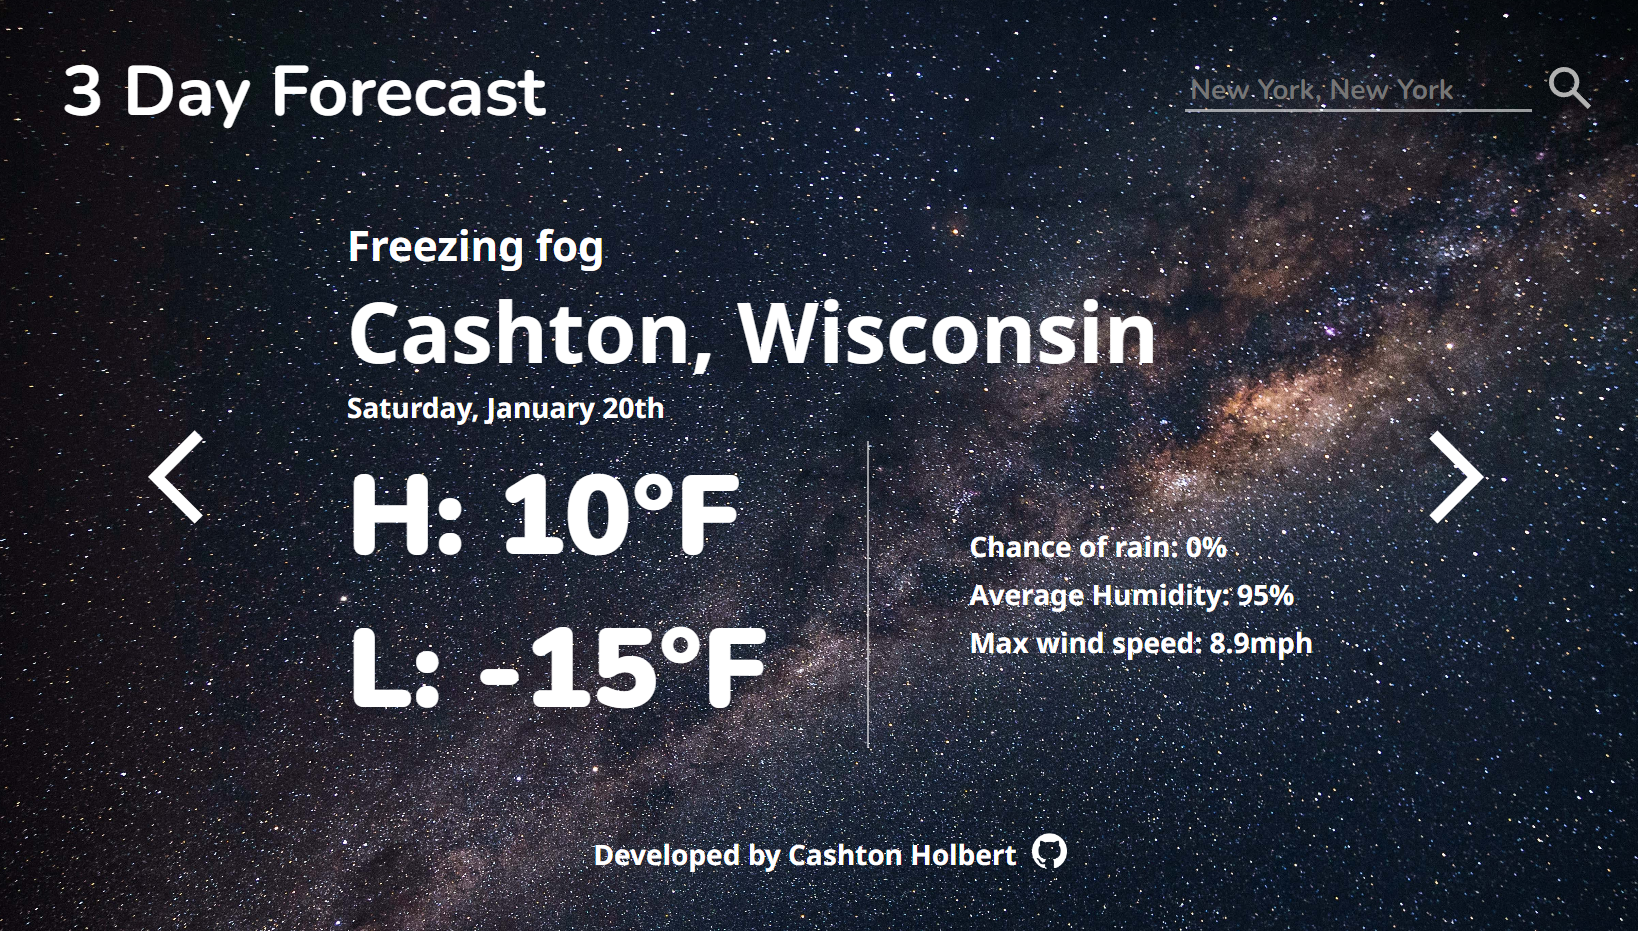 3 Day Forecast
New York, New York
Freezing fog
Cashton, Wisconsin
Saturday, January 20th
H: 10°F
L: -15°F
Chance of rain: 0%
Average Humidity: 95%
Max wind speed: 8.9mph
Developed by Cashton Holbert